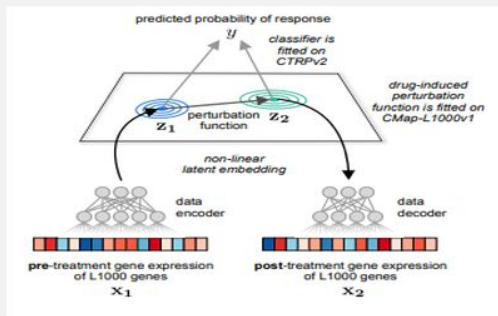 predicted probability of response
y
classifier is
fitted on
CTRPv2
drug-induced
perturbation
function is fitted on
CMap-L1000v1
z₁
perturbation
function
z₂
non-linear
latent embedding
data
encoder
data
decoder
pre-treatment gene expression
of L1000 genes
x₁
post-treatment gene expression
of L1000 genes
x₂